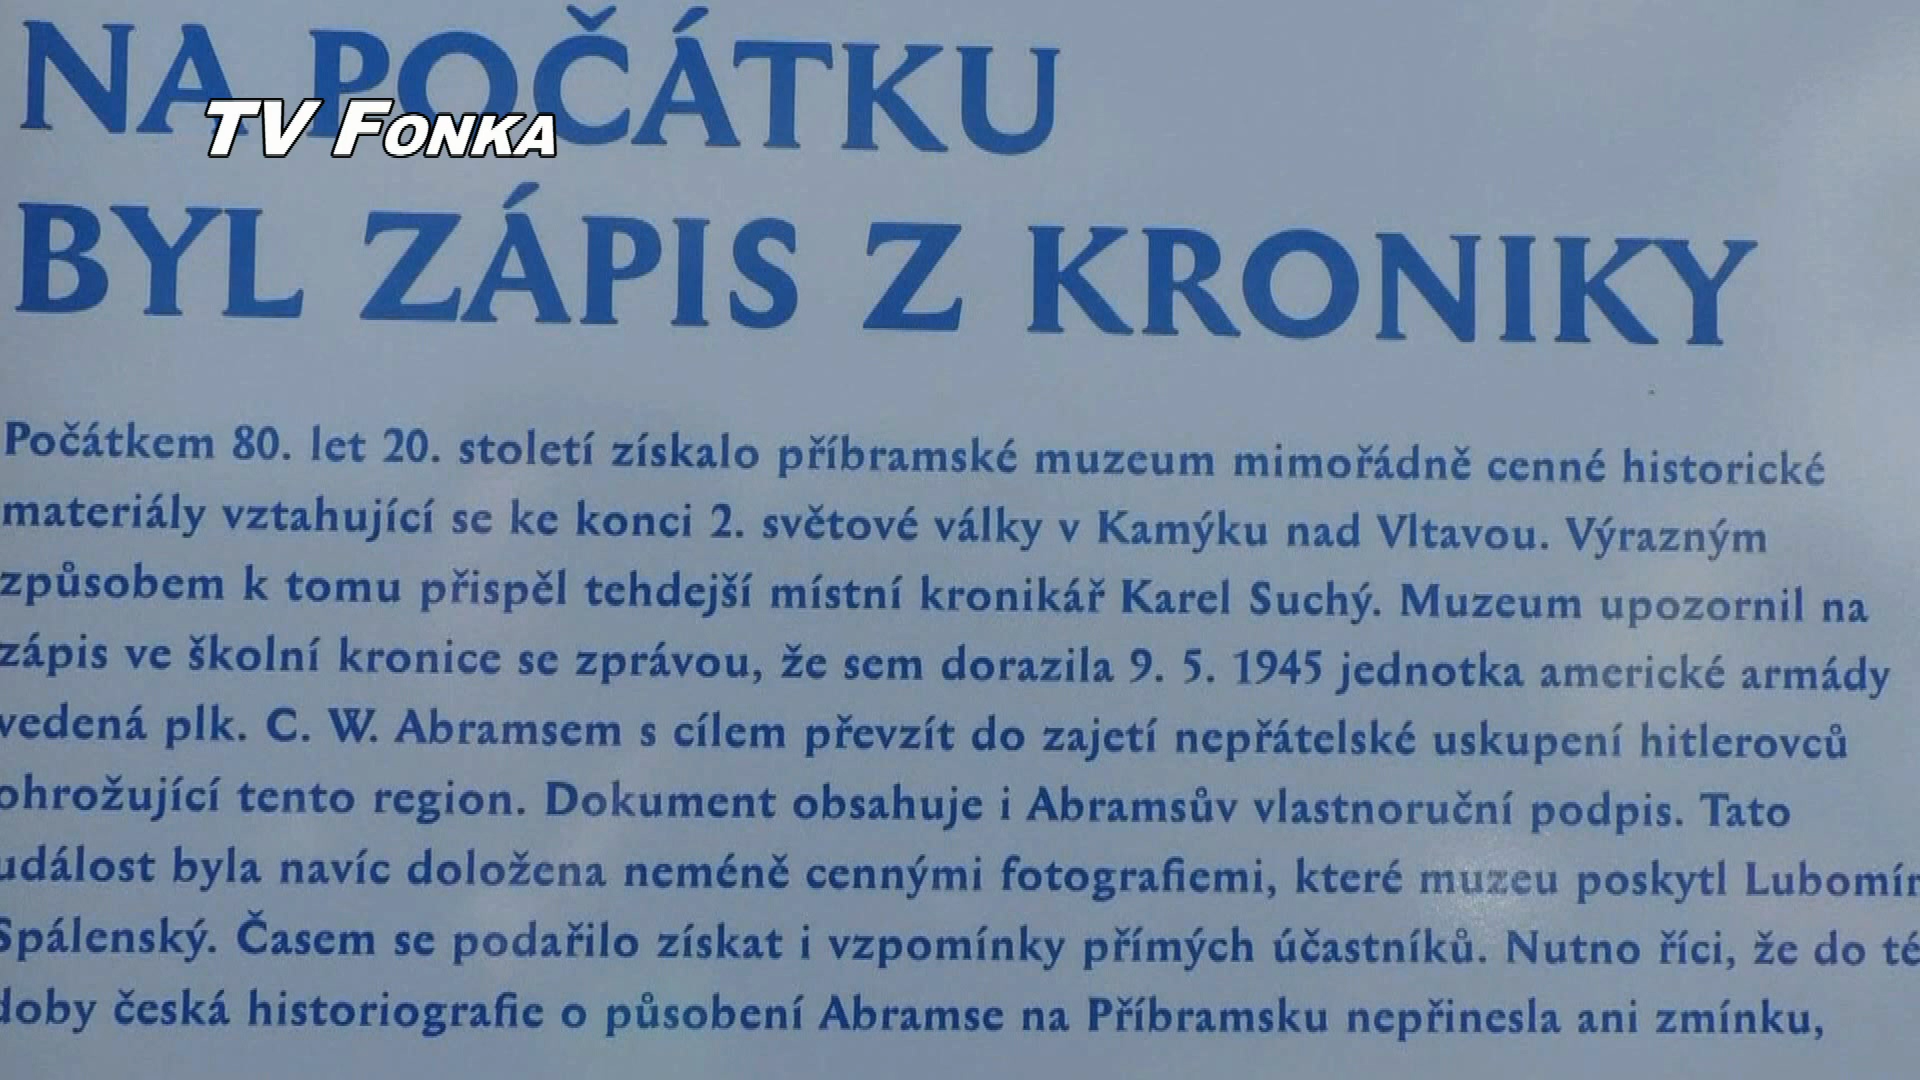 NA POČÁTKU
TV FONKA
BYL ZÁPIS Z KRONIKY
Počátkem 80. let 20. století získalo příbramské muzeum mimořádně cenné historické
materiály vztahující se ke konci 2. světové války v Kamýku nad Vltavou. Výrazným
způsobem k tomu přispěl tehdejší místní kronikář Karel Suchý. Muzeum upozornil na
zápis ve školní kronice se zprávou, že sem dorazila 9. 5. 1945 jednotka americké armády
vedená plk. C. W. Abramsem s cílem převzít do zajetí nepřátelské uskupení hitlerovců
ohrožující tento region. Dokument obsahuje i Abramsův vlastnoruční podpis. Tato
událost byla navíc doložena neméně cennými fotografiemi, které muzeu poskytl Lubomír
Spálenský. Časem se podařilo získat i vzpomínky přímých účastníků. Nutno říci, že do té
doby česká historiografie o působení Abramse na Příbramsku nepřinesla ani zmínku,